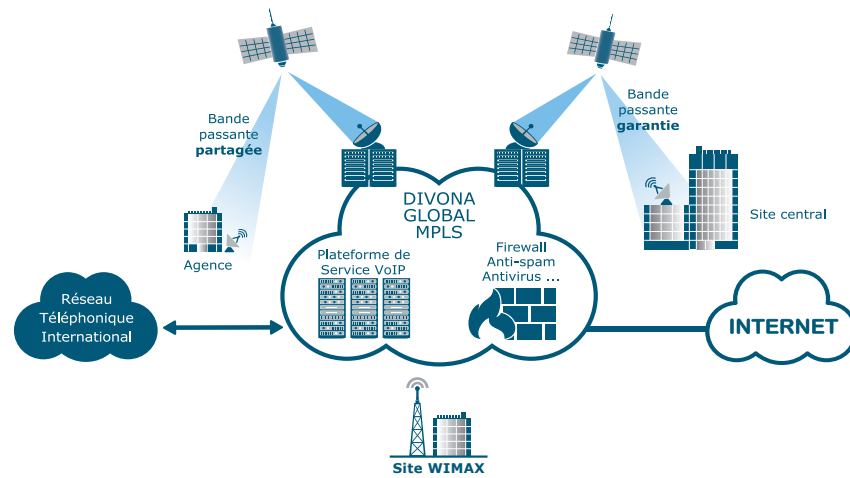 Bande
passante
partagée
Bande
passante
garantie
DIVONA
GLOBAL
MPLS
Site central
Agence
Plateforme de
Service VoIP
Firewall
Anti-spam
Antivirus ...
Réseau
Téléphonique
International
INTERNET
Site WIMAX